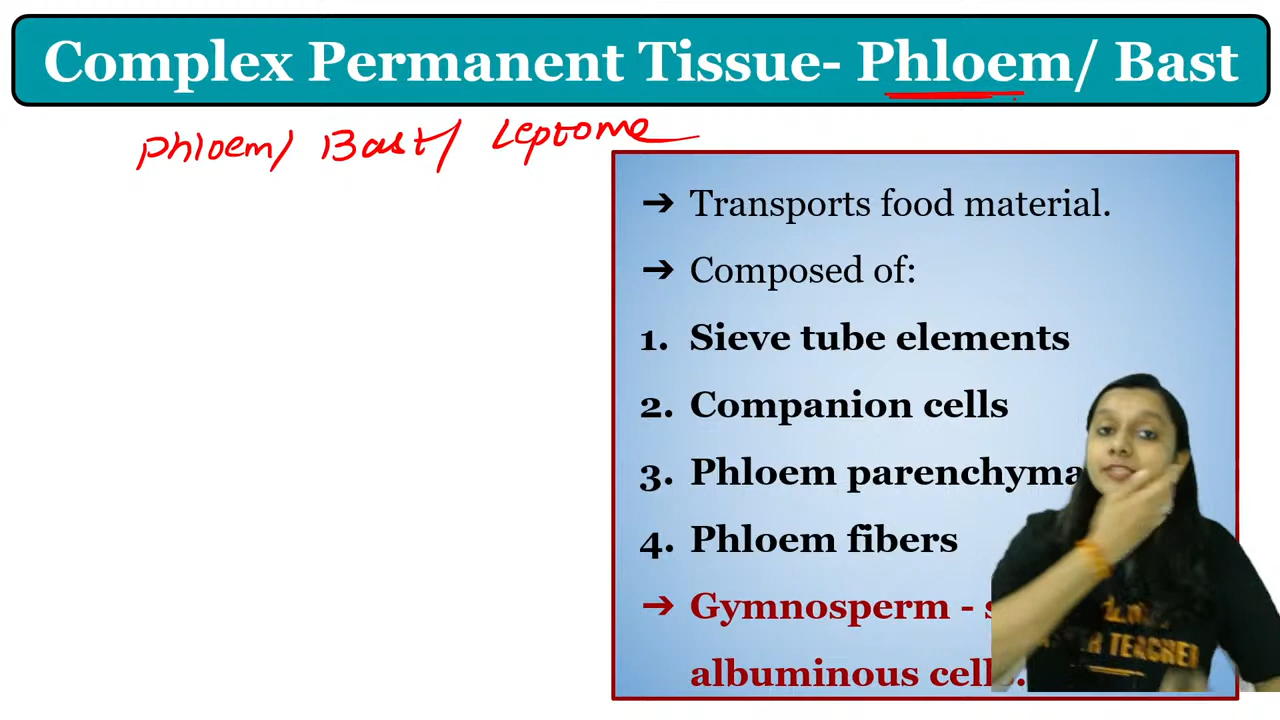 Complex Permanent Tissue- Phloem/ Bast
Phloem/ Bast/ Leptome
➔ Transports food material.
➔ Composed of:
1. Sieve tube elements
2. Companion cells
3. Phloem parenchyma
4. Phloem fibers
➔ Gymnosperm -
albuminous
TEACHER